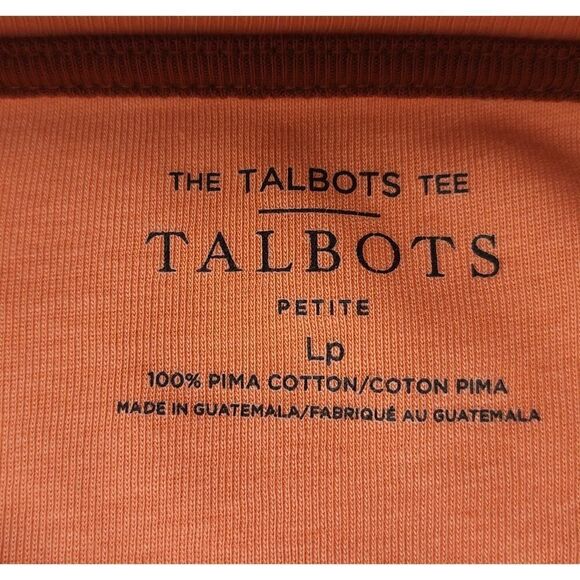 THE TALBOTS TEE
TALBOTS
PETITE
Lp
100% PIMA COTTON/COTON PIMA
MADE IN GUATEMALA/FABRIQUÉ AU GUATEMALA